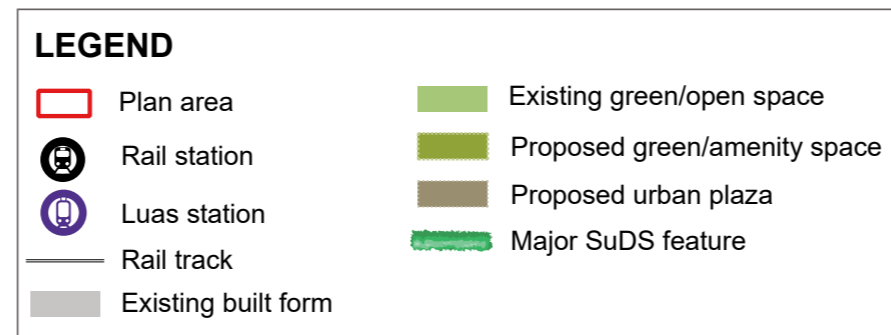 LEGEND
Plan area
Rail station
Luas station
Rail track
Existing built form
Existing green/open space
Proposed green/amenity space
Proposed urban plaza
Major SuDS feature